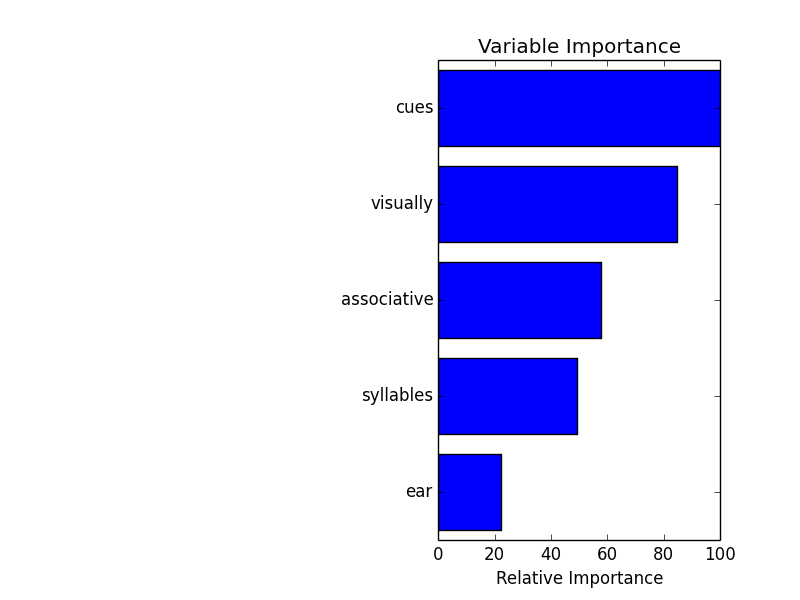 Variable Importance
cues
visually
associative
syllables
ear
0 20 40 60 80 100
Relative Importance